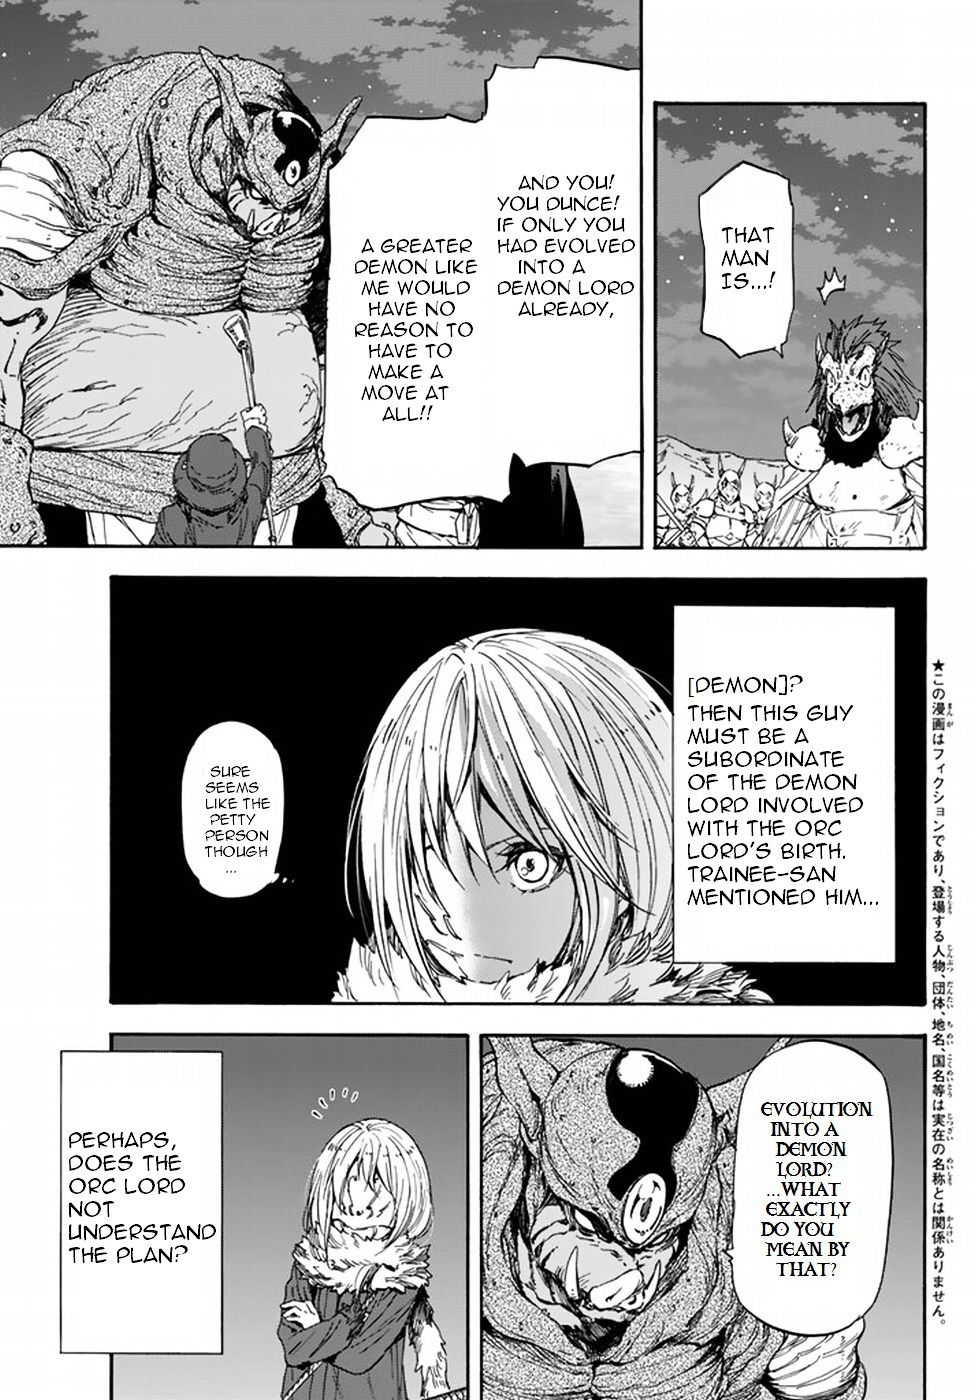 THAT
MAN
IS...!
AND YOU!
YOU DUNCE!
IF ONLY YOU
HAD EVOLVED
INTO A
DEMON LORD
ALREADY,
A GREATER
DEMON LIKE
ME WOULD
HAVE NO
REASON TO
HAVE TO
MAKE A
MOVE AT
ALL!!
[DEMON]?
THEN THIS GUY
MUST BE A
SUBORDINATE
OF THE DEMON
LORD INVOLVED
WITH THE ORC
LORD'S BIRTH.
TRAINEE-SAN
MENTIONED HIM...
SURE
SEEMS
LIKE THE
PETTY
PERSON
THOUGH
...
EVOLUTION
INTO A
DEMON
LORD?
...WHAT
EXACTLY
DO YOU
MEAN BY
THAT?
PERHAPS,
DOES THE
ORC LORD
NOT
UNDERSTAND
THE PLAN?
★この漫画はフィクションであり、登場する人物、団体、地名、国名等は実在の名称とは関係ありません。